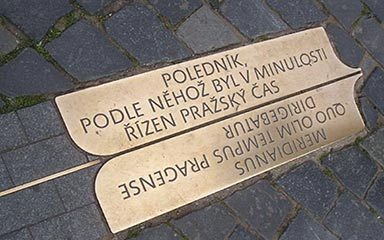 POLEDNÍK,
PODLE NĚHOŽ BYL V MINULOSTI
ŘÍZEN PRAŽSKÝ ČAS
MERIDIANUS
QUO OLIM TEMPUS PRAGENSE
DIRIGEBATUR